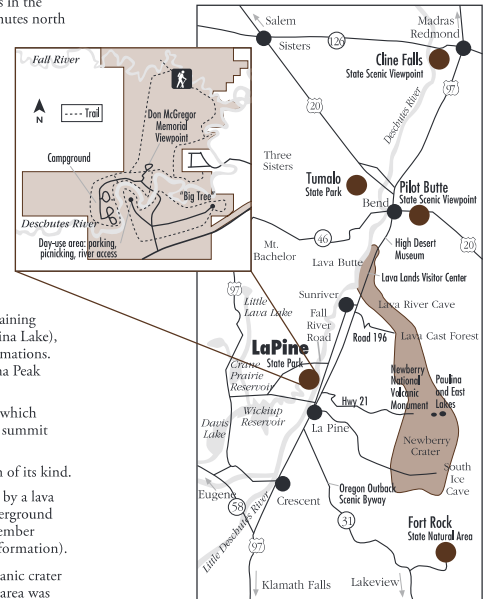 s in the
chutes north
Fall River
N
Trail
Don McGregor
Memorial
Viewpoint
Campground
"Big Tree"
Deschutes River
Day-use area: parking,
picnicking, river access
aining
ina Lake),
rmations.
na Peak
which
summit
n of its kind.
by a lava
erground
ember
formation).
anic crater
area was
Salem
Madras
Redmond
Sisters
126
Cline Falls
State Scenic Viewpoint
97
20
Deschutes River
Three
Sisters
Tumalo
State Park
Pilot Butte
State Scenic Viewpoint
Bend
46
20
High Desert
Museum
Mt.
Bachelor
Lava Butte
Lava Lands Visitor Center
97
Little
Lava Lake
Sunriver
Lava River Cave
Fall
River
Road
Road 196
Lava Cast Forest
LaPine
State Park
Crane
Prairie
Reservoir
Newberry
National
Volcanic
Monument
Paulina
and East
Lakes
Hwy 21
Wickiup
Reservoir
La Pine
Davis
Lake
Newberry
Crater
South
Ice
Cave
Eugene
58
Crescent
Oregon Outback
Scenic Byway
Little Deschutes River
31
Fort Rock
State Natural Area
97
Klamath Falls
Lakeview